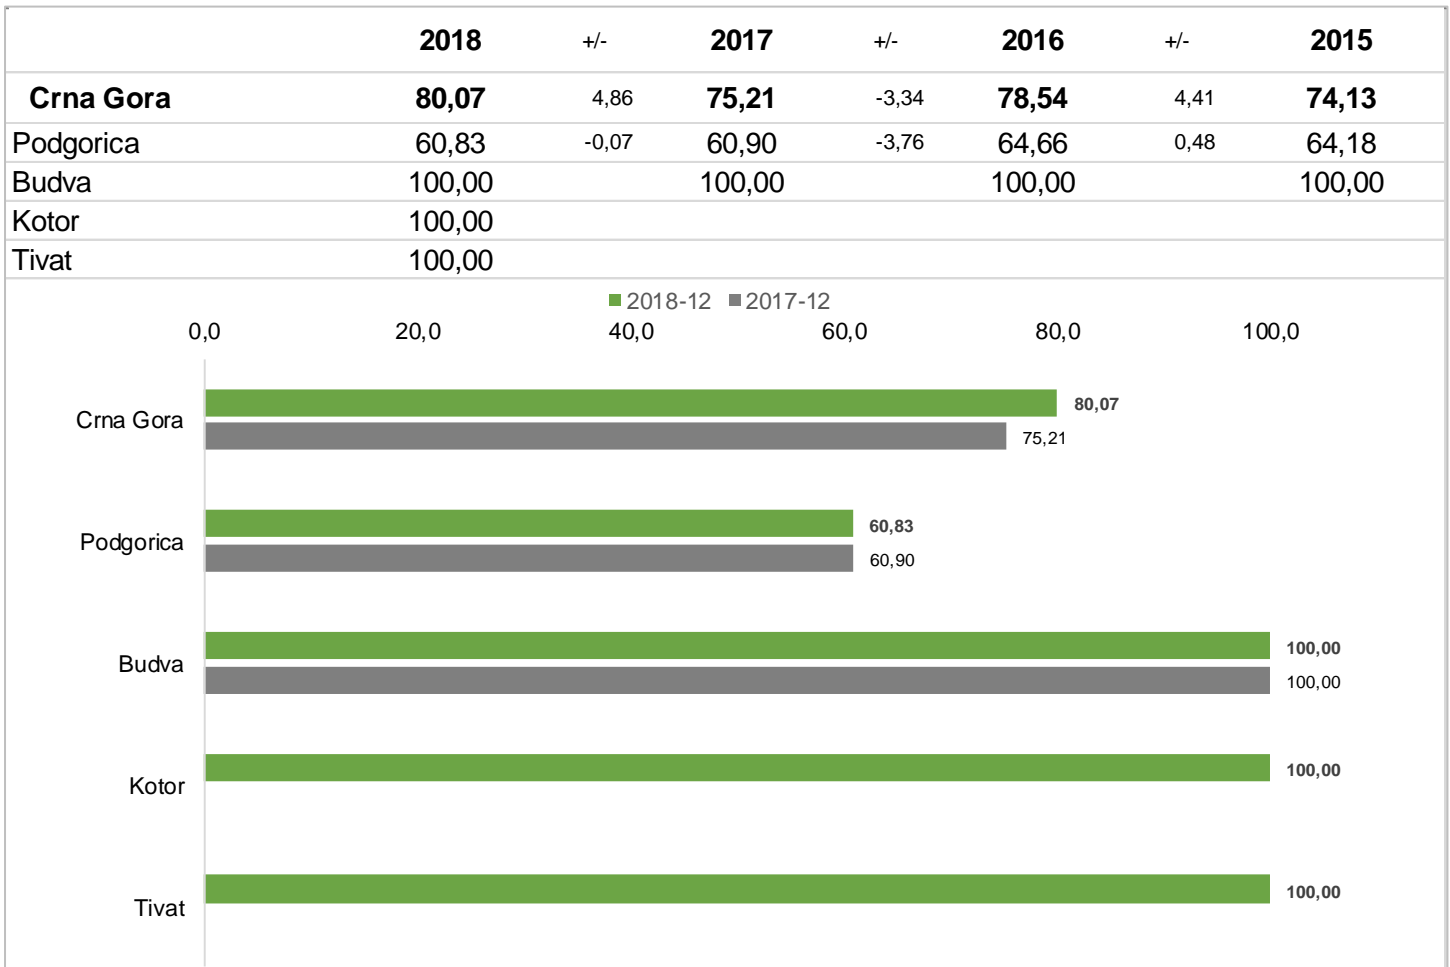 2018 +/- 2017 +/- 2016 +/- 2015
Crna Gora 80,07 4,86 75,21 -3,34 78,54 4,41 74,13
Podgorica 60,83 -0,07 60,90 -3,76 64,66 0,48 64,18
Budva 100,00 100,00 100,00 100,00
Kotor 100,00
Tivat 100,00
2018-12 2017-12
0,0 20,0 40,0 60,0 80,0 100,0
Crna Gora 80,07
75,21
Podgorica 60,83
60,90
Budva 100,00
100,00
Kotor 100,00
Tivat 100,00